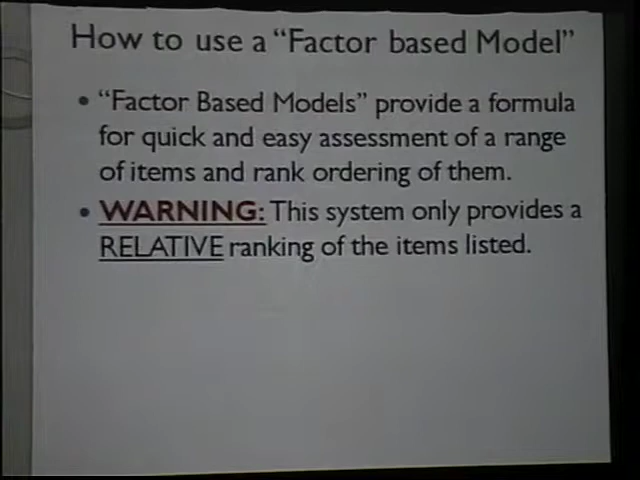 How to use a “Factor based Model”
• “Factor Based Models” provide a formula
for quick and easy assessment of a range
of items and rank ordering of them.
• WARNING: This system only provides a
RELATIVE ranking of the items listed.